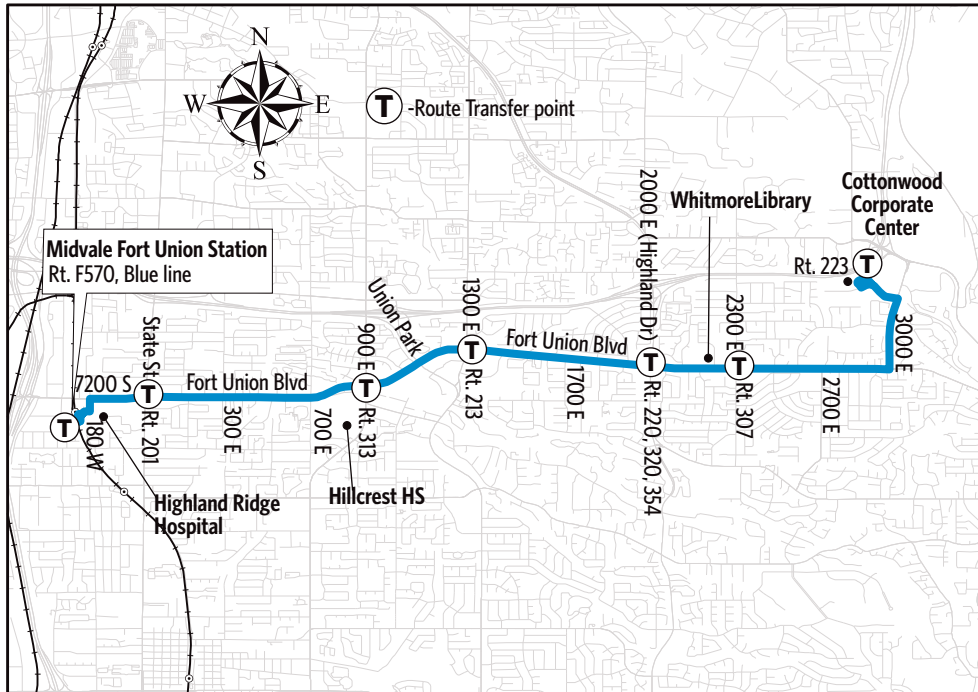 N
W
E
S
T
-Route Transfer point
Midvale Fort Union Station
Rt. F570, Blue line
T
180 W
7200 S
Highland Ridge
Hospital
State St
T
Rt. 201
Fort Union Blvd
300 E
700 E
900 E
T
Rt. 313
Hillcrest HS
Union Park
1300 E
T
Rt. 213
Fort Union Blvd
1700 E
2000 E (Highland Dr)
T
Rt. 220, 320, 354
WhitmoreLibrary
2300 E
T
Rt. 307
2700 E
3000 E
Cottonwood
Corporate
Center
T
Rt. 223